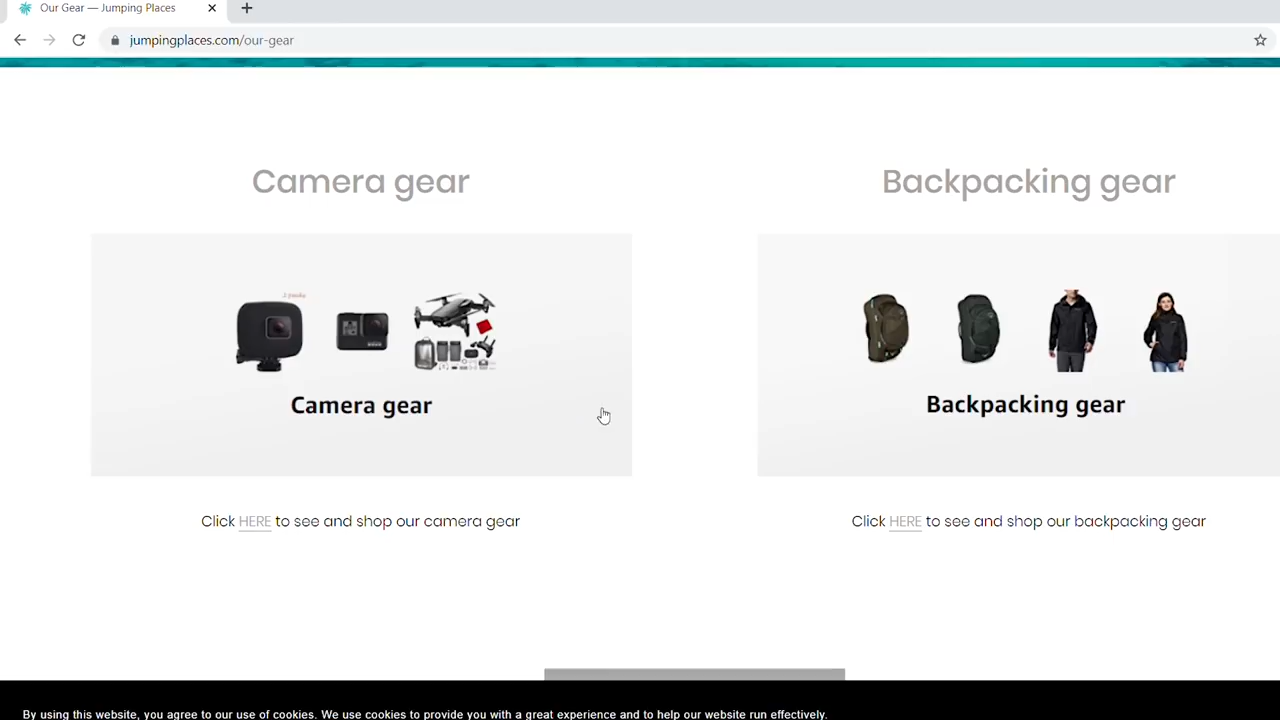 Our Gear — Jumping Places
jumpingplaces.com/our-gear
Camera gear
Backpacking gear
Camera gear
Backpacking gear
Click HERE to see and shop our camera gear
Click HERE to see and shop our backpacking gear
By using this website, you agree to our use of cookies. We use cookies to provide you with a great experience and to help our website run effectively.